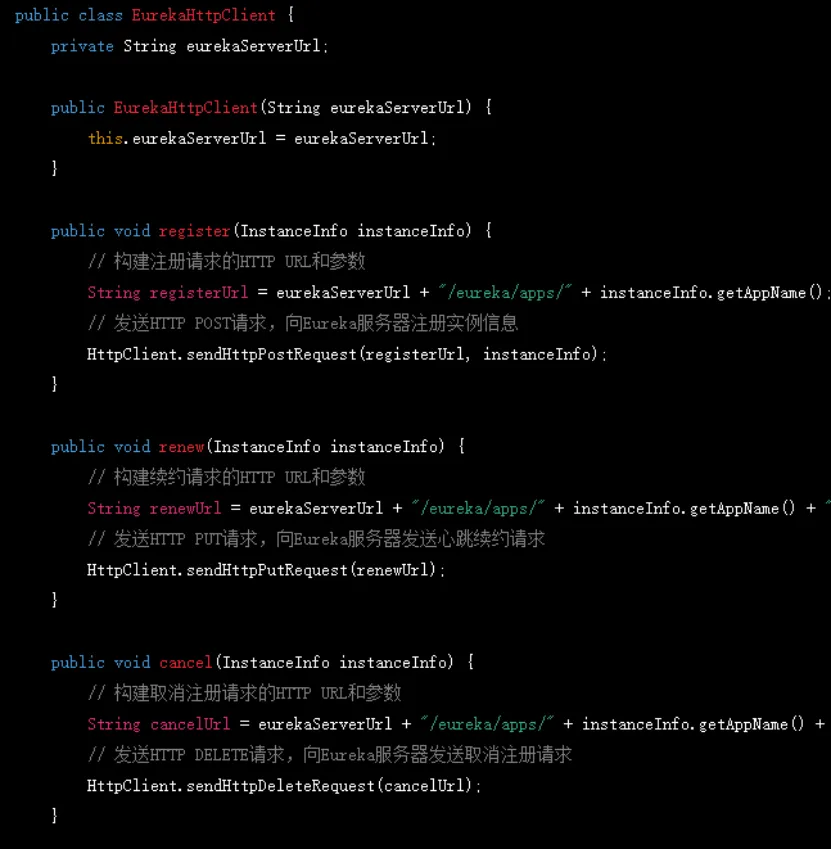 public class EurekaHttpClient {
    private String eurekaServerUrl;

    public EurekaHttpClient(String eurekaServerUrl) {
        this.eurekaServerUrl = eurekaServerUrl;
    }

    public void register(InstanceInfo instanceInfo) {
        // 构建注册请求的HTTP URL和参数
        String registerUrl = eurekaServerUrl + "/eureka/apps/" + instanceInfo.getAppName();
        // 发送HTTP POST请求，向Eureka服务器注册实例信息
        HttpClient.sendHttpPostRequest(registerUrl, instanceInfo);
    }

    public void renew(InstanceInfo instanceInfo) {
        // 构建续约请求的HTTP URL和参数
        String renewUrl = eurekaServerUrl + "/eureka/apps/" + instanceInfo.getAppName() + "
        // 发送HTTP PUT请求，向Eureka服务器发送心跳续约请求
        HttpClient.sendHttpPutRequest(renewUrl);
    }

    public void cancel(InstanceInfo instanceInfo) {
        // 构建取消注册请求的HTTP URL和参数
        String cancelUrl = eurekaServerUrl + "/eureka/apps/" + instanceInfo.getAppName() +
        // 发送HTTP DELETE请求，向Eureka服务器发送取消注册请求
        HttpClient.sendHttpDeleteRequest(cancelUrl);
    }